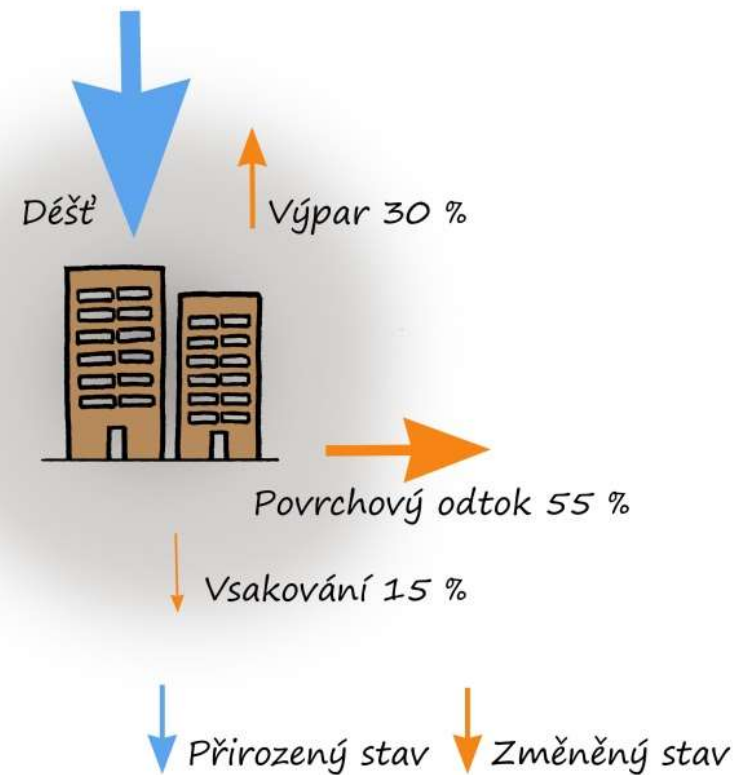 Déšť
Výpar 30 %
Povrchový odtok 55 %
Vsakování 15 %
Přirozený stav
Změněný stav